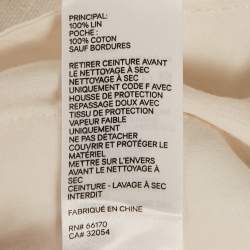 PRINCIPAL:
100% LIN
POCHE :
100% COTON
SAUF BORDURES
RETIRER CEINTURE AVANT
LE NETTOYAGE À SEC
NETTOYAGE À SEC
UNIQUEMENT CODE F AVEC
HOUSSE DE PROTECTION
REPASSAGE DOUX AVEC
TISSU DE PROTECTION
VAPEUR FAIBLE
UNIQUEMENT
NE PAS DÉTACHER
COUVRIR ET PROTÉGER LE
MATÉRIEL
METTRE SUR L'ENVERS
AVANT LE NETTOYAGE À
SEC
CEINTURE - LAVAGE À SEC
INTERDIT
FABRIQUÉ EN CHINE
RN# 66170
CA# 32054